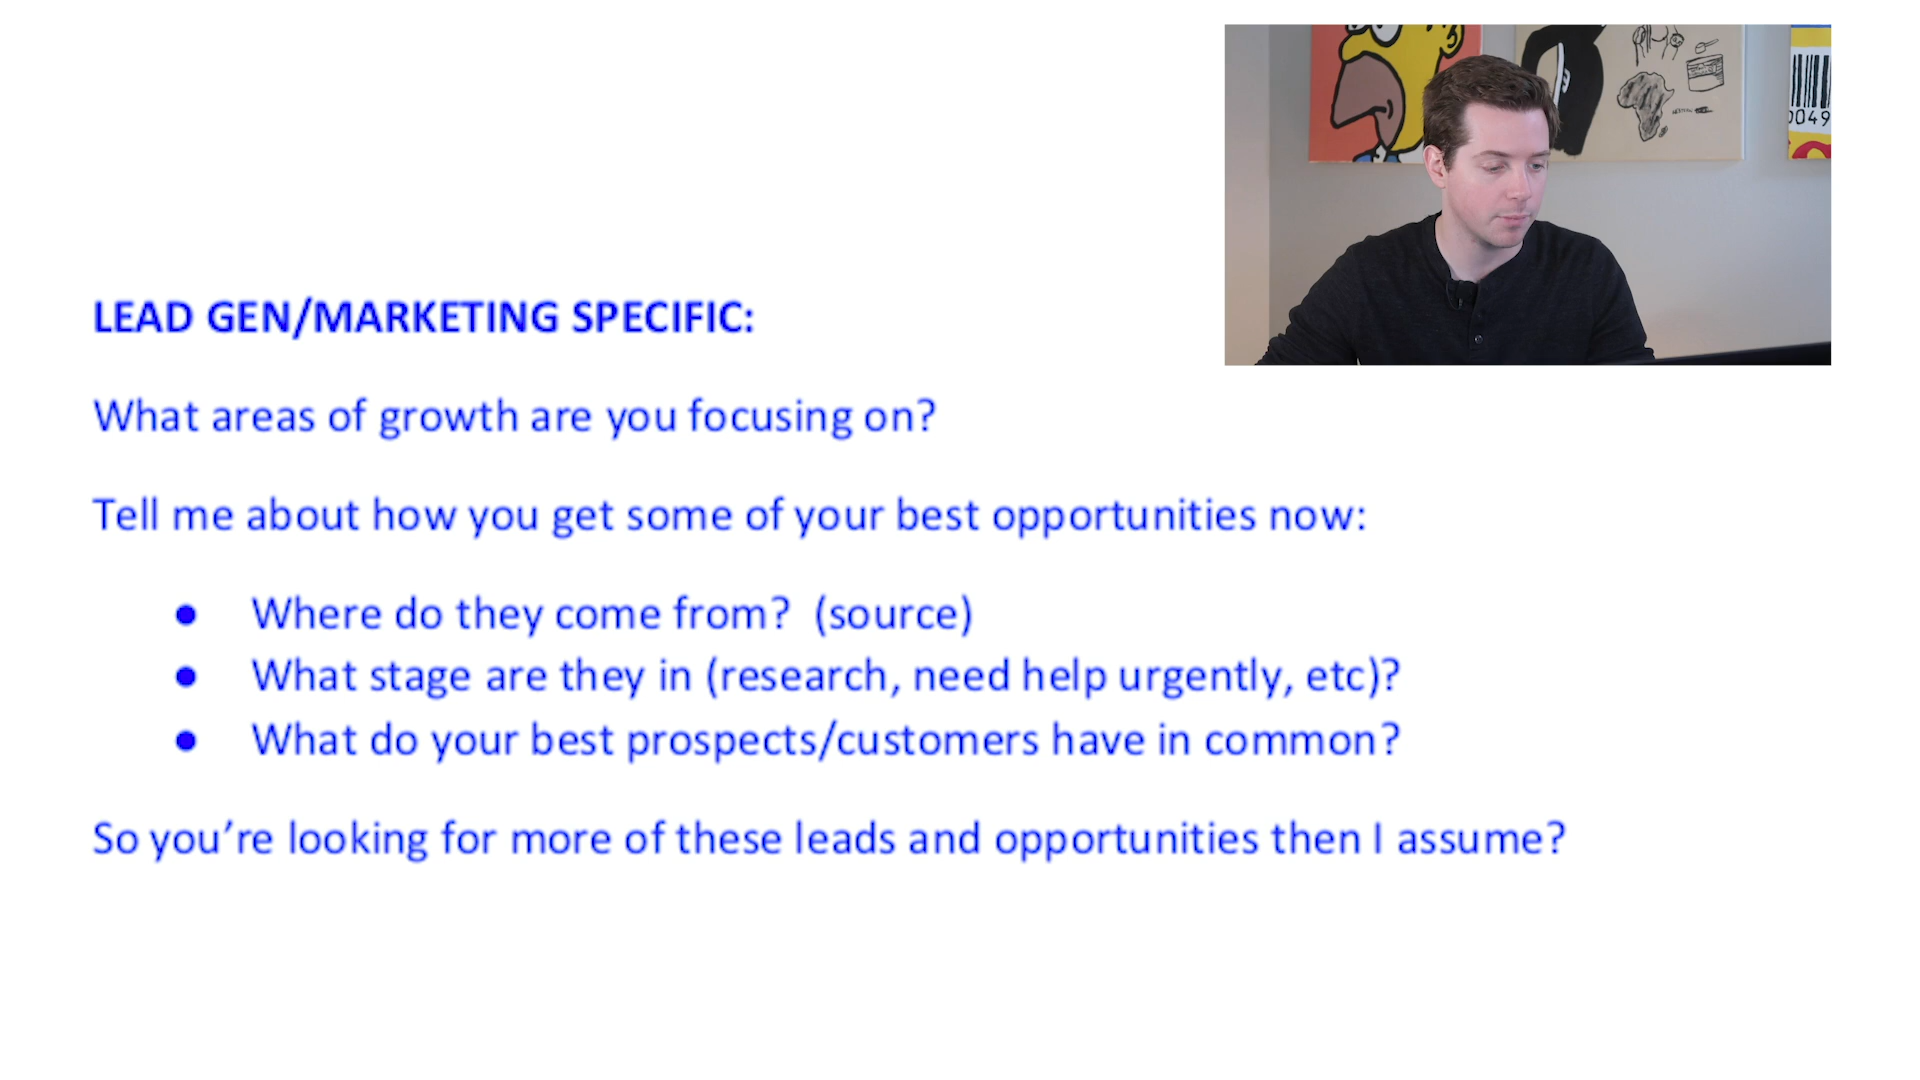 LEAD GEN/MARKETING SPECIFIC:
What areas of growth are you focusing on?
Tell me about how you get some of your best opportunities now:
● Where do they come from? (source)
● What stage are they in (research, need help urgently, etc)?
● What do your best prospects/customers have in common?
So you’re looking for more of these leads and opportunities then I assume?
0049